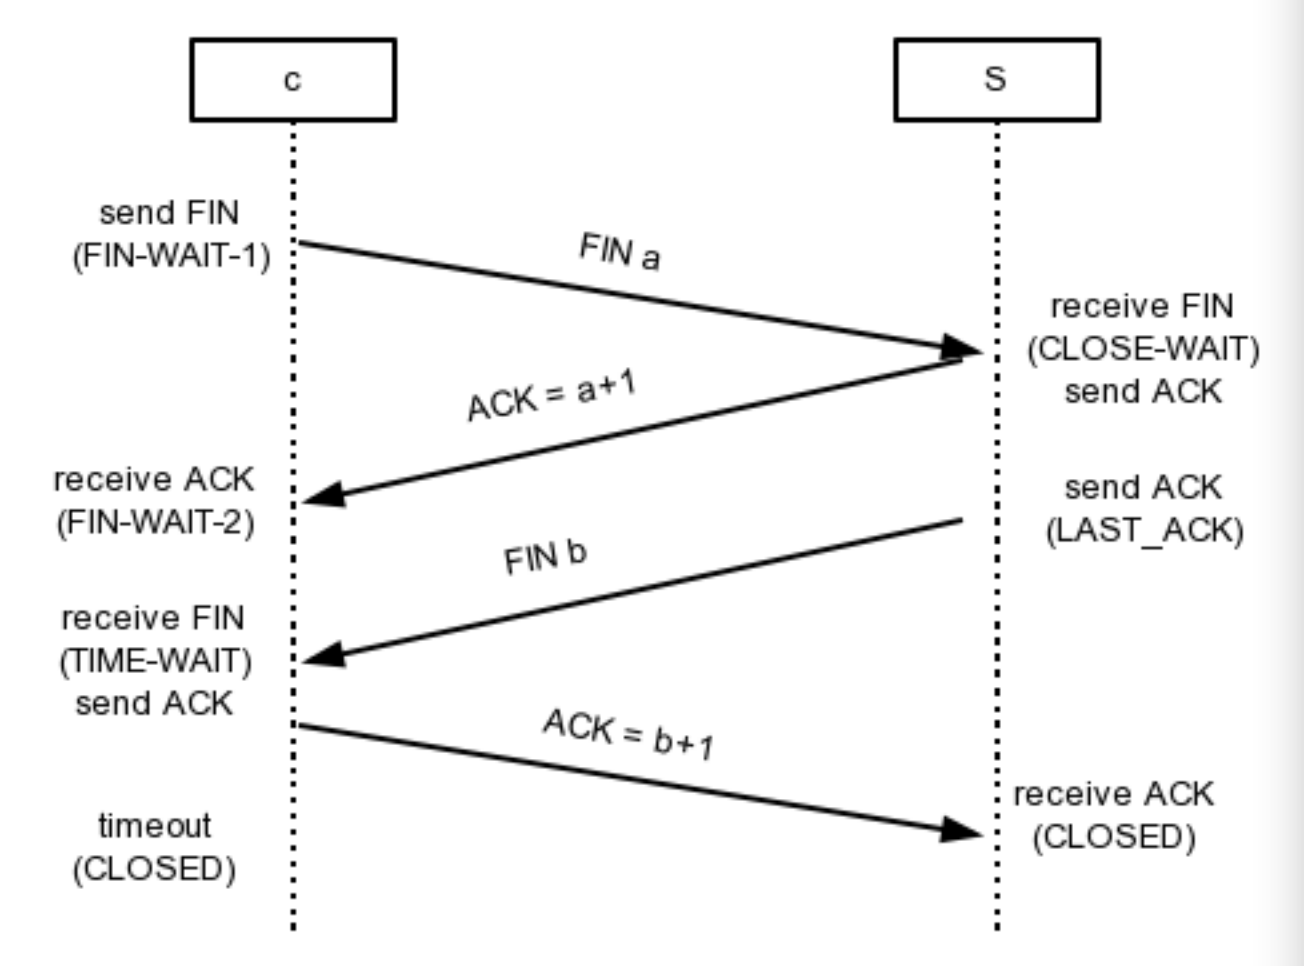 c
S
send FIN
(FIN-WAIT-1)
FIN a
receive FIN
(CLOSE-WAIT)
send ACK
ACK = a+1
receive ACK
(FIN-WAIT-2)
send ACK
(LAST_ACK)
FIN b
receive FIN
(TIME-WAIT)
send ACK
ACK = b+1
receive ACK
(CLOSED)
timeout
(CLOSED)